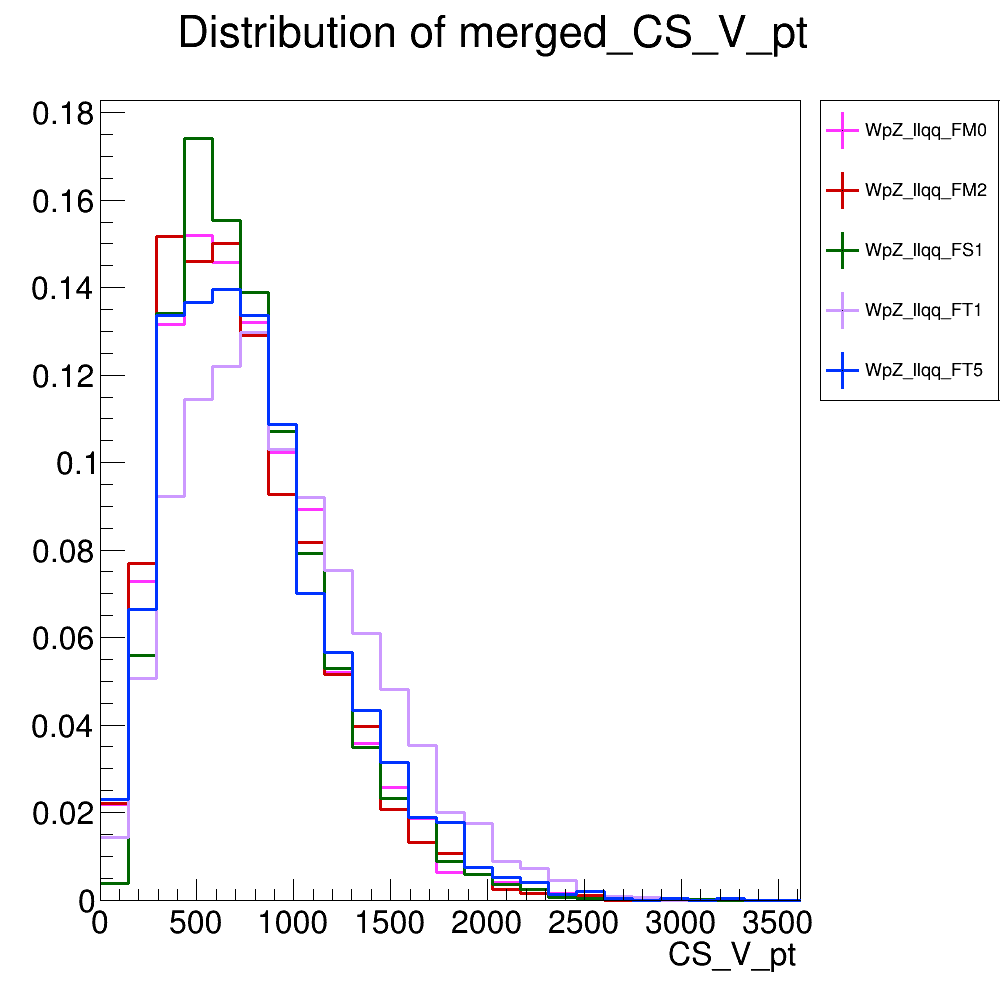 Distribution of merged_CS_V_pt
0.18
0.16
0.14
0.12
0.1
0.08
0.06
0.04
0.02
0
0 500 1000 1500 2000 2500 3000 3500
CS_V_pt
WpZ_llqq_FM0
WpZ_llqq_FM2
WpZ_llqq_FS1
WpZ_llqq_FT1
WpZ_llqq_FT5